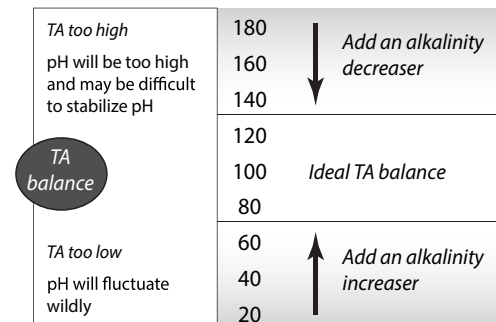 TA too high
pH will be too high
and may be difficult
to stabilize pH
TA
balance
TA too low
pH will fluctuate
wildly
180
160
140
120
100
80
60
40
20
Add an alkalinity
decreaser
Ideal TA balance
Add an alkalinity
increaser